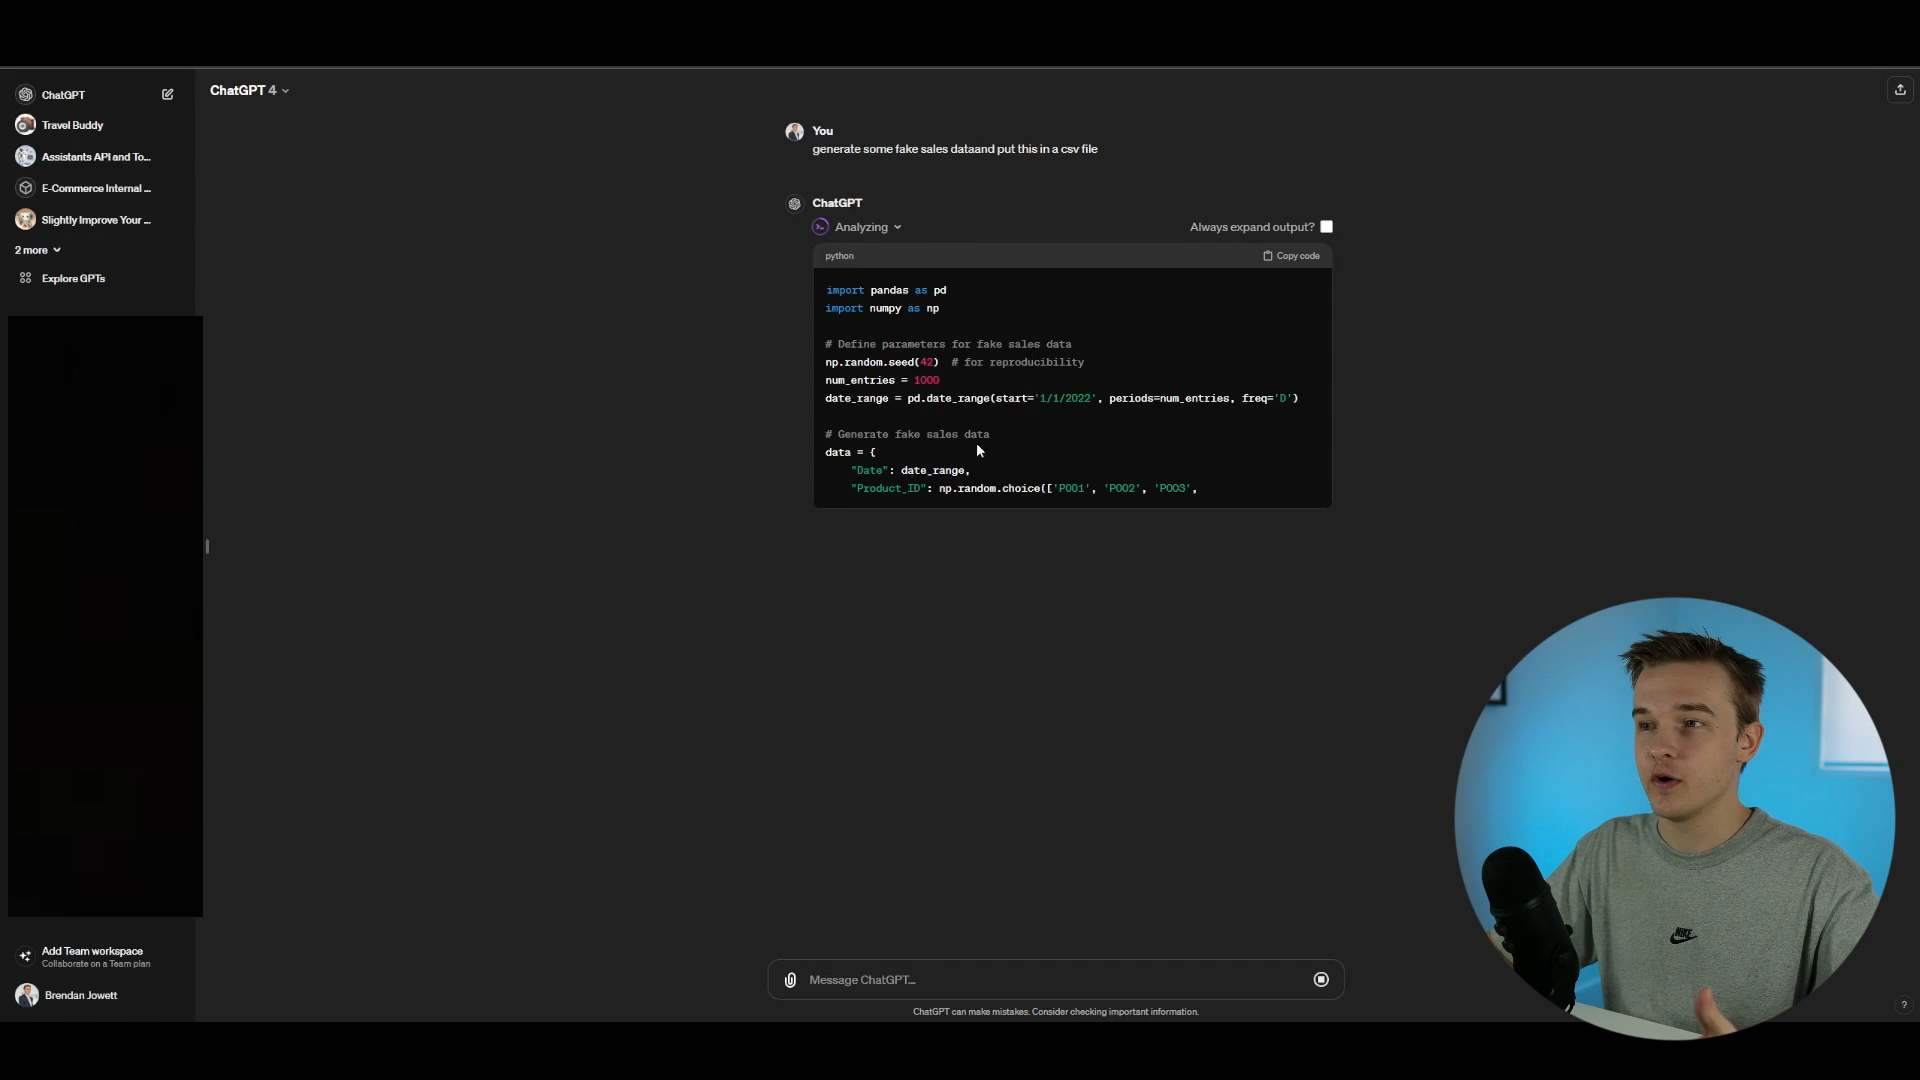 ChatGPT
Travel Buddy
Assistants API and To...
E-Commerce Internal ...
Slightly Improve Your ...
2 more
Explore GPTs
Add Team workspace
Collaborate on a Team plan
Brendan Jowett
ChatGPT 4
You
generate some fake sales dataand put this in a csv file
ChatGPT
Analyzing
Always expand output?
python
Copy code
import pandas as pd
import numpy as np
# Define parameters for fake sales data
np.random.seed(42)  # for reproducibility
num_entries = 1000
date_range = pd.date_range(start='1/1/2022', periods=num_entries, freq='D')
# Generate fake sales data
data = {
    "Date": date_range,
    "Product_ID": np.random.choice(['P001', 'P002', 'P003',
Message ChatGPT...
ChatGPT can make mistakes. Consider checking important information.
?
NIKE